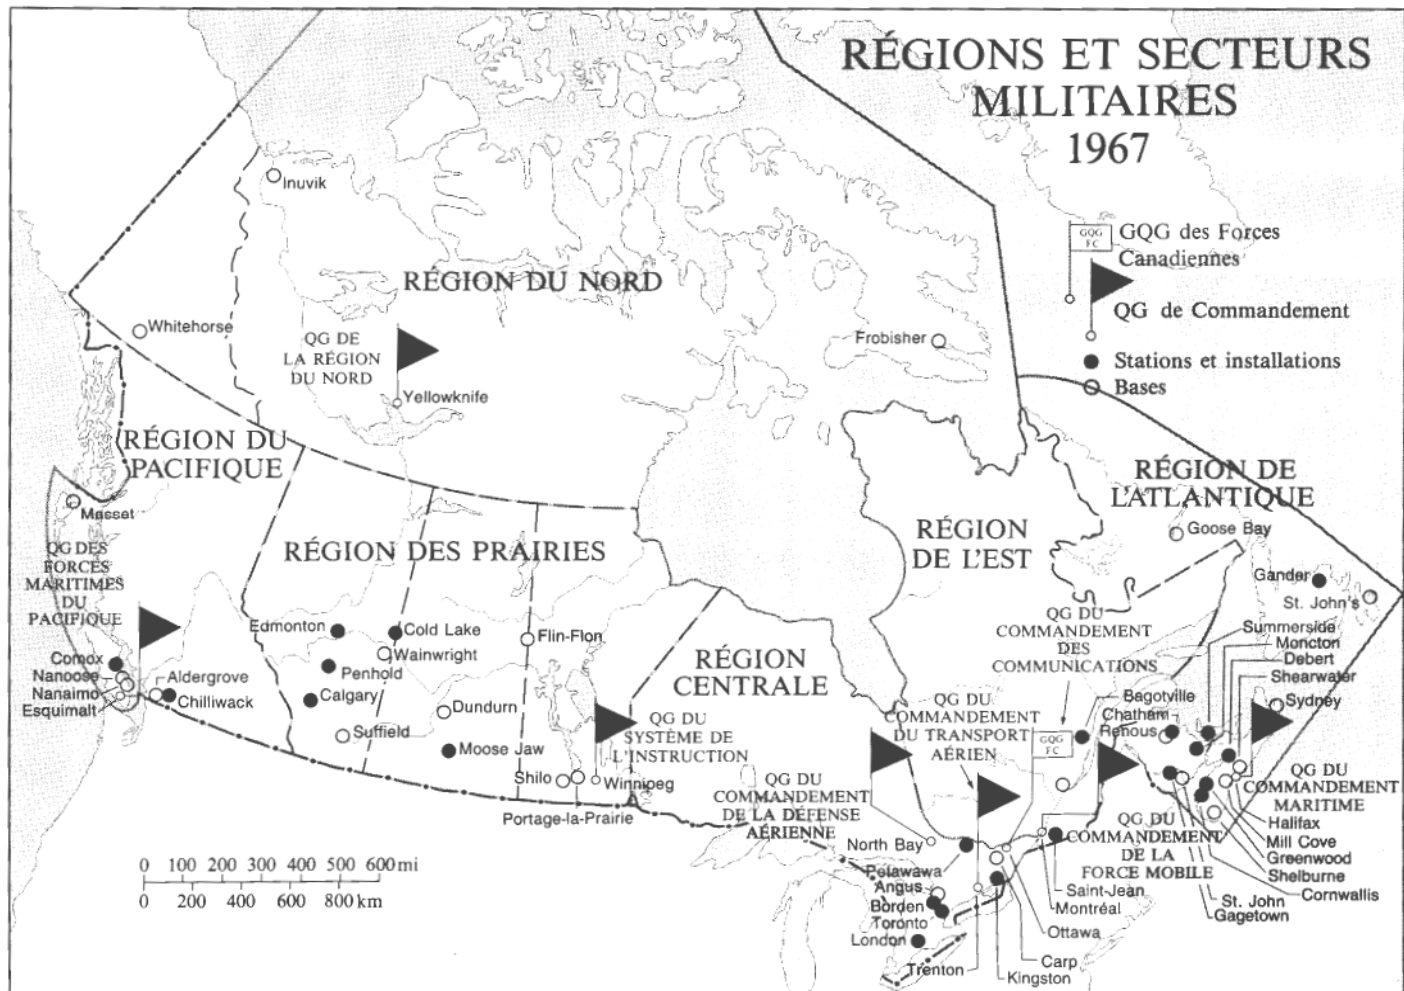 RÉGIONS ET SECTEURS
MILITAIRES
1967
GQG
FC
GQG des Forces
Canadiennes
QG de Commandement
Stations et installations
Bases
Inuvik
RÉGION DU NORD
Whitehorse
QG DE
LA RÉGION
DU NORD
Yellowknife
Frobisher
RÉGION DU
PACIFIQUE
Masset
QG DES
FORCES
MARITIMES
DU
PACIFIQUE
Comox
Nanoose
Nanaimo
Esquimalt
Aldergrove
Chilliwack
RÉGION DES PRAIRIES
Edmonton
Cold Lake
Wainwright
Penhold
Calgary
Suffield
Flin-Flon
Dundurn
Moose Jaw
Shilo
Winnipeg
Portage-la-Prairie
QG DU
SYSTÈME DE
L'INSTRUCTION
RÉGION
CENTRALE
RÉGION
DE L'EST
RÉGION DE
L'ATLANTIQUE
Goose Bay
Gander
St. John's
QG DU
COMMANDEMENT
DES
COMMUNICATIONS
QG DU
COMMANDEMENT
DU TRANSPORT
AÉRIEN
QG DU
COMMANDEMENT
DE LA DÉFENSE
AÉRIENNE
GQG
FC
Bagotville
Chatham
Renous
Summerside
Moncton
Debert
Shearwater
Sydney
QG DU
COMMANDEMENT
MARITIME
Halifax
Mill Cove
Greenwood
Shelburne
Cornwallis
St. John
Gagetown
QG DU
COMMANDEMENT
DE LA
FORCE MOBILE
Saint-Jean
Montréal
Ottawa
Carp
Kingston
Trenton
North Bay
Petawawa
Angus
Borden
Toronto
London
0 100 200 300 400 600 mi
0 200 400 600 800 km